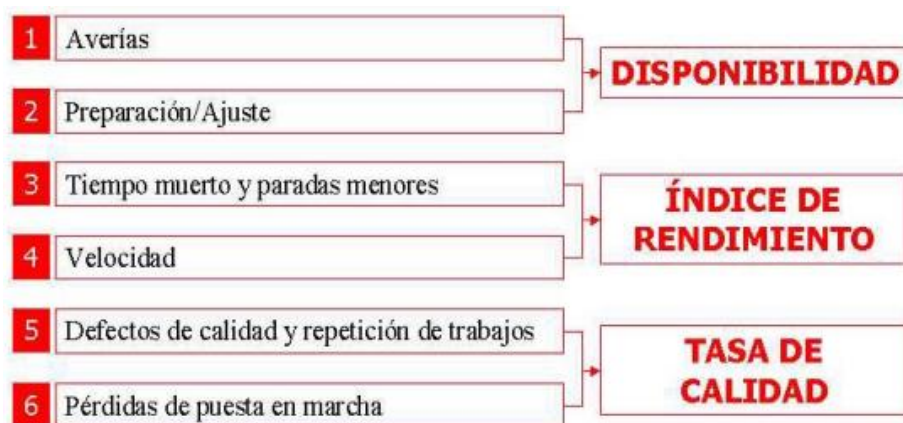 1 Averías
DISPONIBILIDAD
2 Preparación/Ajuste
3 Tiempo muerto y paradas menores
ÍNDICE DE
RENDIMIENTO
4 Velocidad
5 Defectos de calidad y repetición de trabajos
TASA DE
CALIDAD
6 Pérdidas de puesta en marcha